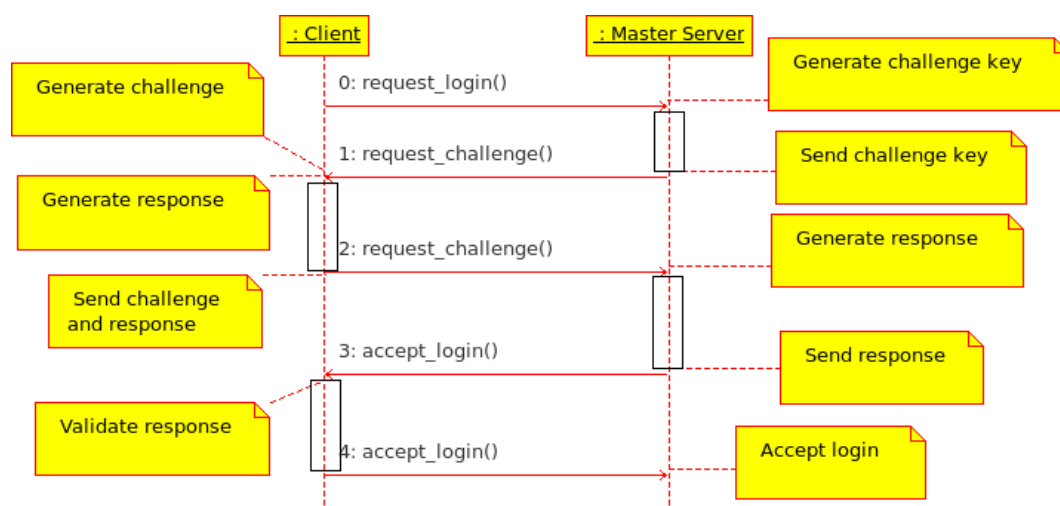 : Client
: Master Server
Generate challenge key
Generate challenge
0: request_login()
1: request_challenge()
Send challenge key
Generate response
2: request_challenge()
Generate response
Send challenge
and response
3: accept_login()
Send response
Validate response
4: accept_login()
Accept login